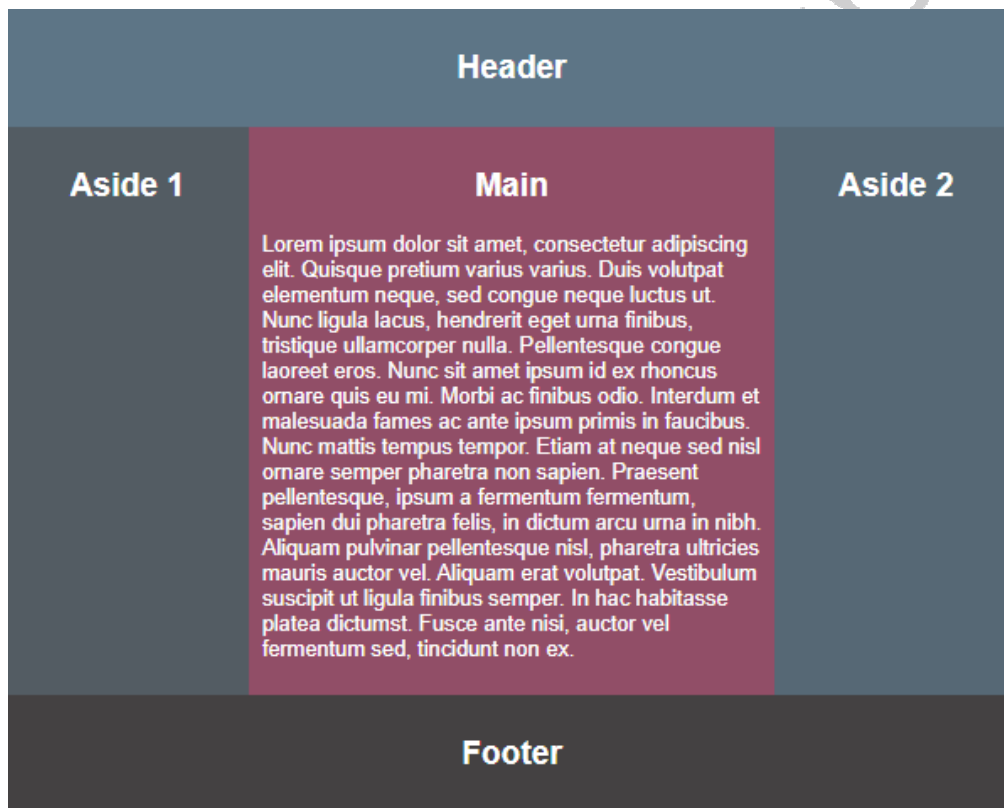 Header
Aside 1
Main
Aside 2
Lorem ipsum dolor sit amet, consectetur adipiscing
elit. Quisque pretium varius varius. Duis volutpat
elementum neque, sed congue neque luctus ut.
Nunc ligula lacus, hendrerit eget urna finibus,
tristique ullamcorper nulla. Pellentesque congue
laoreet eros. Nunc sit amet ipsum id ex rhoncus
ornare quis eu mi. Morbi ac finibus odio. Interdum et
malesuada fames ac ante ipsum primis in faucibus.
Nunc mattis tempus tempor. Etiam at neque sed nisl
ornare semper pharetra non sapien. Praesent
pellentesque, ipsum a fermentum fermentum,
sapien dui pharetra felis, in dictum arcu urna in nibh.
Aliquam pulvinar pellentesque nisl, pharetra ultricies
mauris auctor vel. Aliquam erat volutpat. Vestibulum
suscipit ut ligula finibus semper. In hac habitasse
platea dictumst. Fusce ante nisi, auctor vel
fermentum sed, tincidunt non ex.
Footer